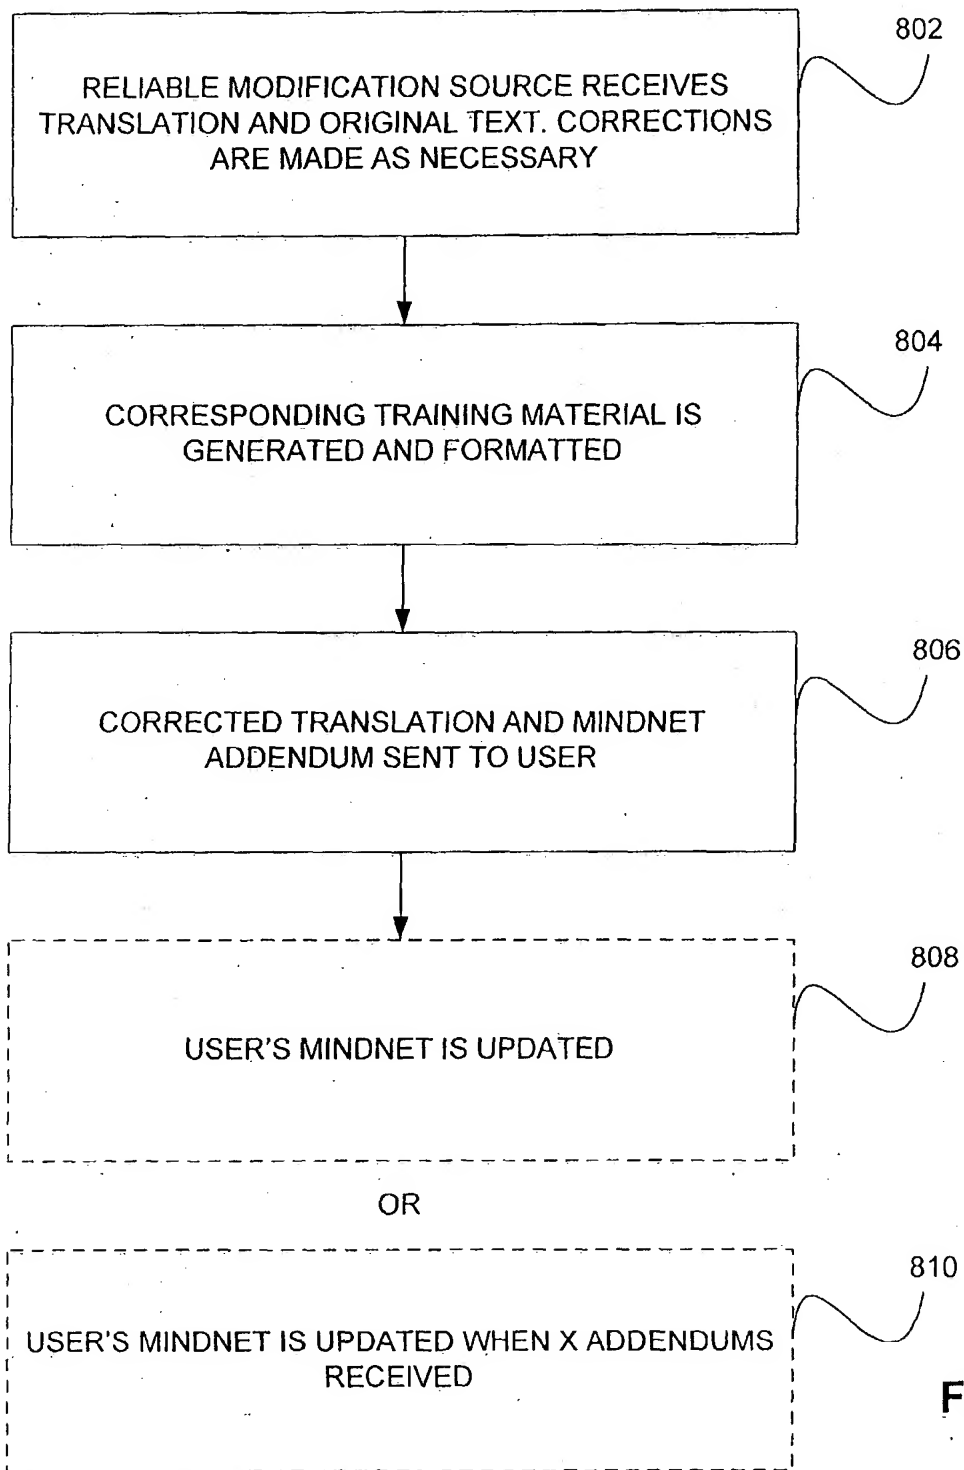 802
RELIABLE MODIFICATION SOURCE RECEIVES
TRANSLATION AND ORIGINAL TEXT. CORRECTIONS
ARE MADE AS NECESSARY
804
CORRESPONDING TRAINING MATERIAL IS
GENERATED AND FORMATTED
806
CORRECTED TRANSLATION AND MINDNET
ADDENDUM SENT TO USER
808
USER'S MINDNET IS UPDATED
OR
810
USER'S MINDNET IS UPDATED WHEN X ADDENDUMS
RECEIVED
F